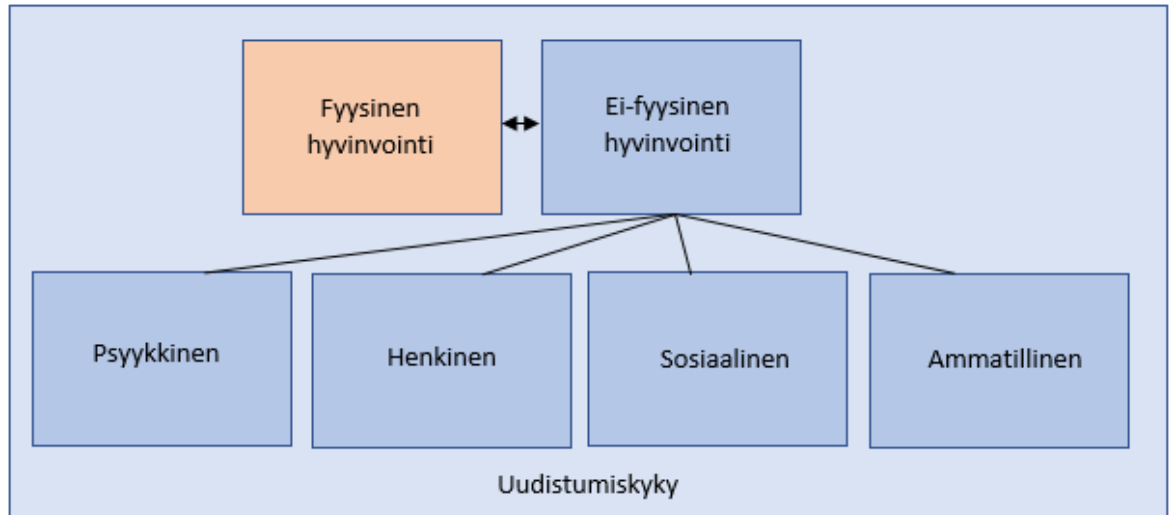 Fyysinen
hyvinvointi
Ei-fyysinen
hyvinvointi
Psyykkinen
Henkinen
Sosiaalinen
Ammatillinen
Uudistumiskyky